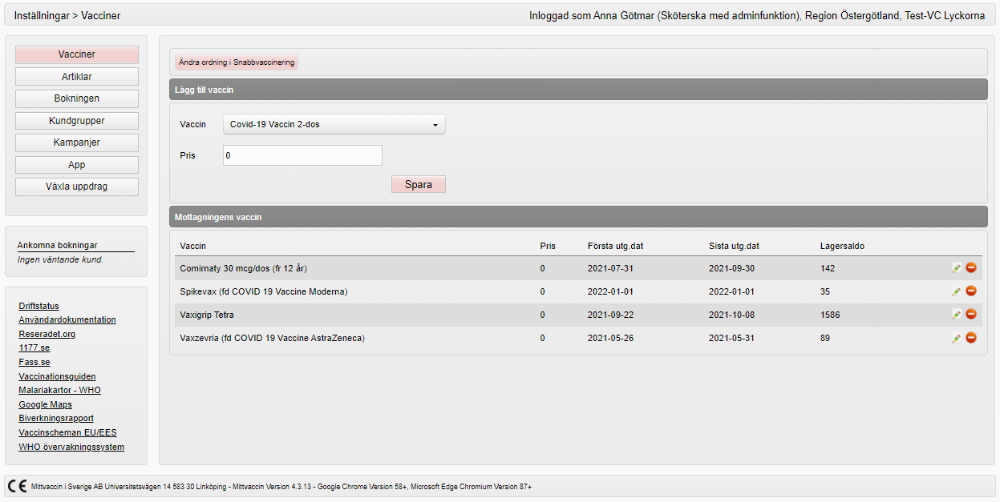 Inställningar > Vacciner
Inloggad som Anna Götmar (Sköterska med adminfunktion), Region Östergötland, Test-VC Lyckorna
Vacciner
Artiklar
Bokningen
Kundgrupper
Kampanjer
App
Växla uppdrag
Ankomna bokningar
Ingen väntande kund.
Driftstatus
Användardokumentation
Reseradet.org
1177.se
Fass.se
Vaccinationsguiden
Malariakartor - WHO
Google Maps
Biverkningsrapport
Vaccinscheman EU/EES
WHO övervakningssystem
Ändra ordning i Snabbvaccinering
Lägg till vaccin
Vaccin Covid-19 Vaccin 2-dos
Pris 0
Spara
Mottagningens vaccin
Vaccin Pris Första utg.dat Sista utg.dat Lagersaldo
Comirnaty 30 mcg/dos (fr 12 år) 0 2021-07-31 2021-09-30 142
Spikevax (fd COVID 19 Vaccine Moderna) 0 2022-01-01 2022-01-01 35
Vaxigrip Tetra 0 2021-09-22 2021-10-08 1586
Vaxzevria (fd COVID 19 Vaccine AstraZeneca) 0 2021-05-26 2021-05-31 89
CE Mittvaccin i Sverige AB Universitetsvägen 14 583 30 Linköping - Mittvaccin Version 4.3.13 - Google Chrome Version 58+, Microsoft Edge Chromium Version 87+